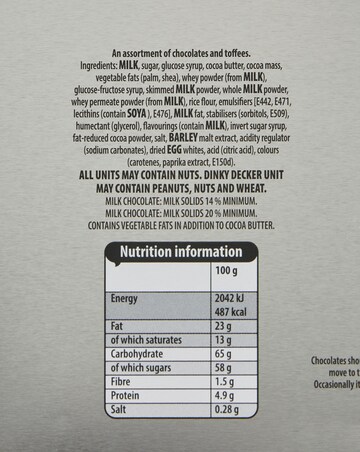 An assortment of chocolates and toffees.
Ingredients: MILK, sugar, glucose syrup, cocoa butter, cocoa mass,
vegetable fats (palm, shea), whey powder (from MILK),
glucose-fructose syrup, skimmed MILK powder, whole MILK powder,
whey permeate powder (from MILK), rice flour, emulsifiers [E442, E471,
lecithins (contain SOYA ), E476], MILK fat, stabilisers (sorbitols, E509),
humectant (glycerol), flavourings (contain MILK), invert sugar syrup,
fat-reduced cocoa powder, salt, BARLEY malt extract, acidity regulator
(sodium carbonates), dried EGG whites, acid (citric acid), colours
(carotenes, paprika extract, E150d).
ALL UNITS MAY CONTAIN NUTS. DINKY DECKER UNIT
MAY CONTAIN PEANUTS, NUTS AND WHEAT.
MILK CHOCOLATE: MILK SOLIDS 14 % MINIMUM.
MILK CHOCOLATE: MILK SOLIDS 20 % MINIMUM.
CONTAINS VEGETABLE FATS IN ADDITION TO COCOA BUTTER.
Nutrition information
100 g
Energy 2042 kJ
487 kcal
Fat 23 g
of which saturates 13 g
Carbohydrate 65 g
of which sugars 58 g
Fibre 1.5 g
Protein 4.9 g
Salt 0.28 g
Chocolates sho
move to t
Occasionally it